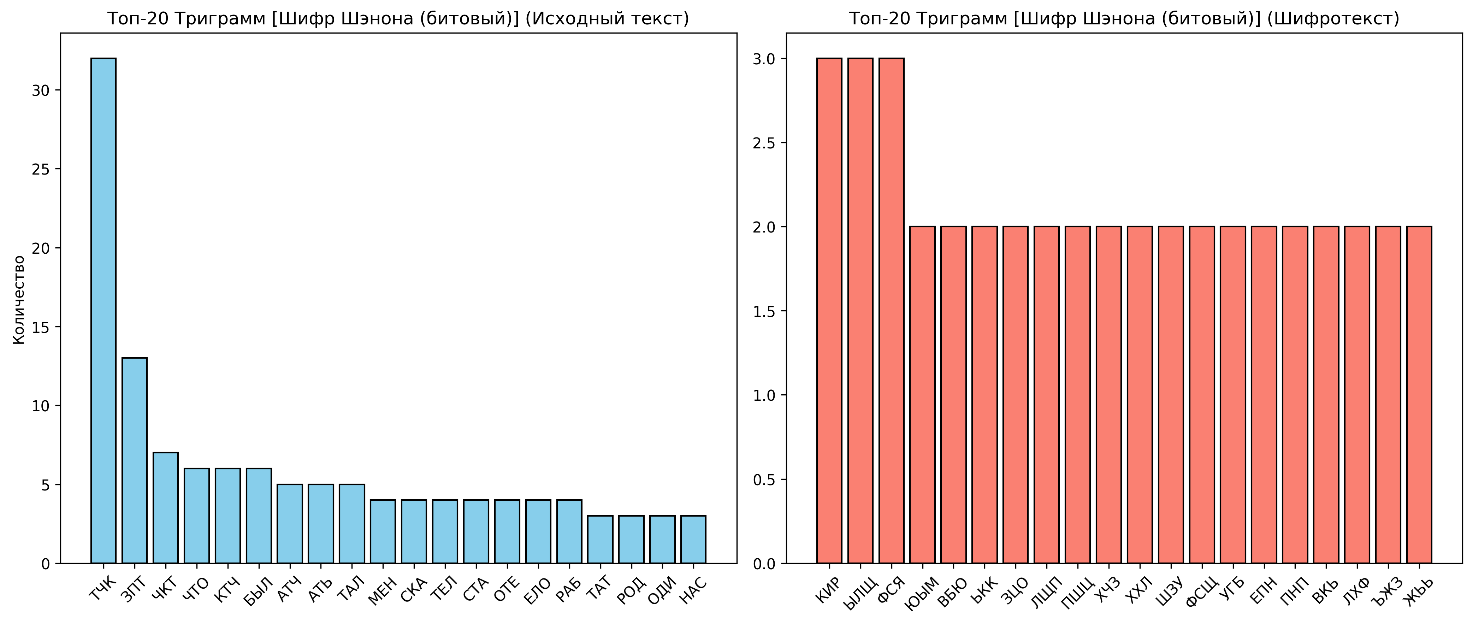 Топ-20 Триграмм [Шифр Шэнона (битовый)] (Исходный текст)
Количество
30
25
20
15
10
5
0
ТЧК ЗПТ ЧКТ ЧТО КТЧ БЫЛ АТЧ АТЬ ТАЛ МЕН СКА ТЕЛ СТА ОТЕ ЕЛО РАБ ТАТ РОД ОДИ НАС
Топ-20 Триграмм [Шифр Шэнона (битовый)] (Шифротекст)
3.0
2.5
2.0
1.5
1.0
0.5
0.0
КИР ЫЛЩ ФСЯ ЮЫМ ВБЮ ЬКК ЗЦО ЛЩП ПШЩ ХЧЗ ХХЛ ШЗУ ФСЩ УГБ ЕПН ПНП ВКЬ ЛХФ ЪЖЗ ЖЬЬ